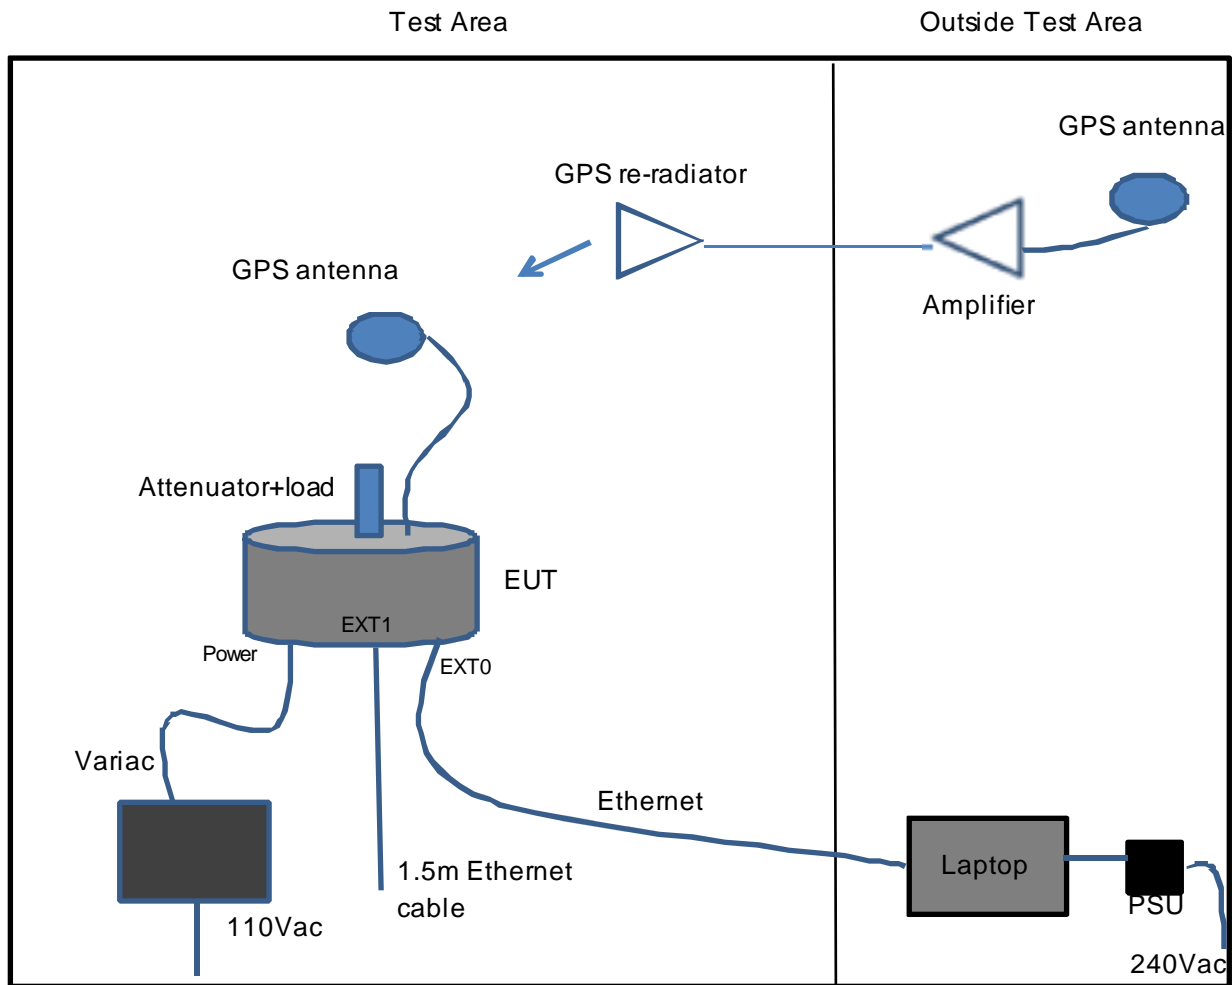 Test Area
Outside Test Area
GPS antenna
GPS re-radiator
GPS antenna
Amplifier
Attenuator+load
EUT
EXT1
Power
EXT0
Variac
Ethernet
1.5m Ethernet
cable
Laptop
PSU
110Vac
240Vac